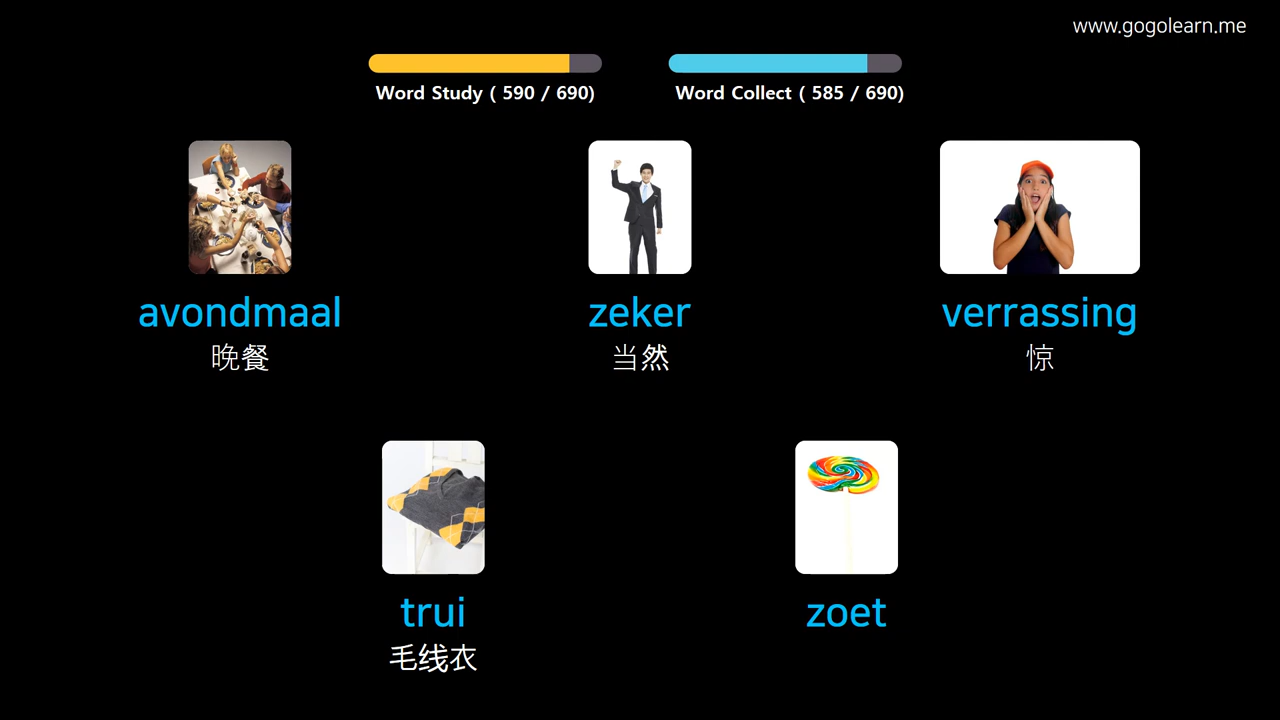 www.gogolearn.me
Word Study ( 590 / 690)
Word Collect ( 585 / 690)
avondmaal
晚餐
zeker
当然
verrassing
惊
trui
毛线衣
zoet